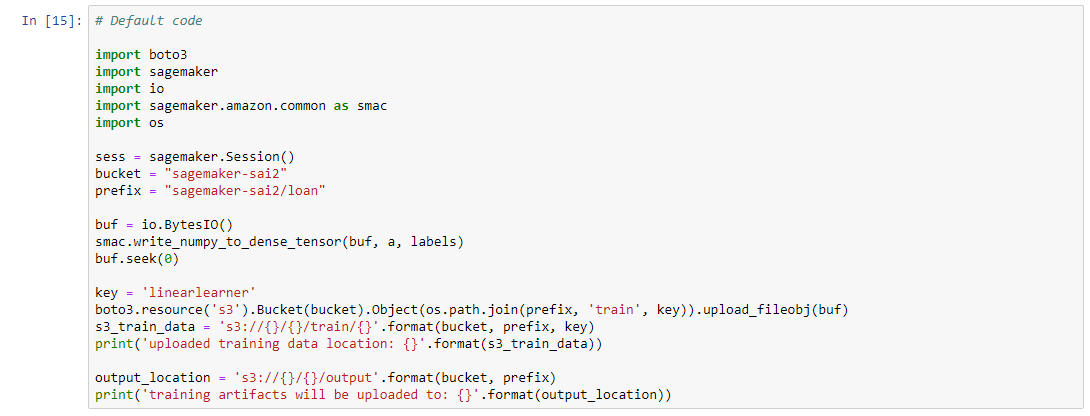 In [15]: # Default code
import boto3
import sagemaker
import io
import sagemaker.amazon.common as smac
import os
sess = sagemaker.Session()
bucket = "sagemaker-sai2"
prefix = "sagemaker-sai2/loan"
buf = io.BytesIO()
smac.write_numpy_to_dense_tensor(buf, a, labels)
buf.seek(0)
key = 'linearlearner'
boto3.resource('s3').Bucket(bucket).Object(os.path.join(prefix, 'train', key)).upload_fileobj(buf)
s3_train_data = 's3://{}/{}/train/{}'.format(bucket, prefix, key)
print('uploaded training data location: {}'.format(s3_train_data))
output_location = 's3://{}/{}/output'.format(bucket, prefix)
print('training artifacts will be uploaded to: {}'.format(output_location))